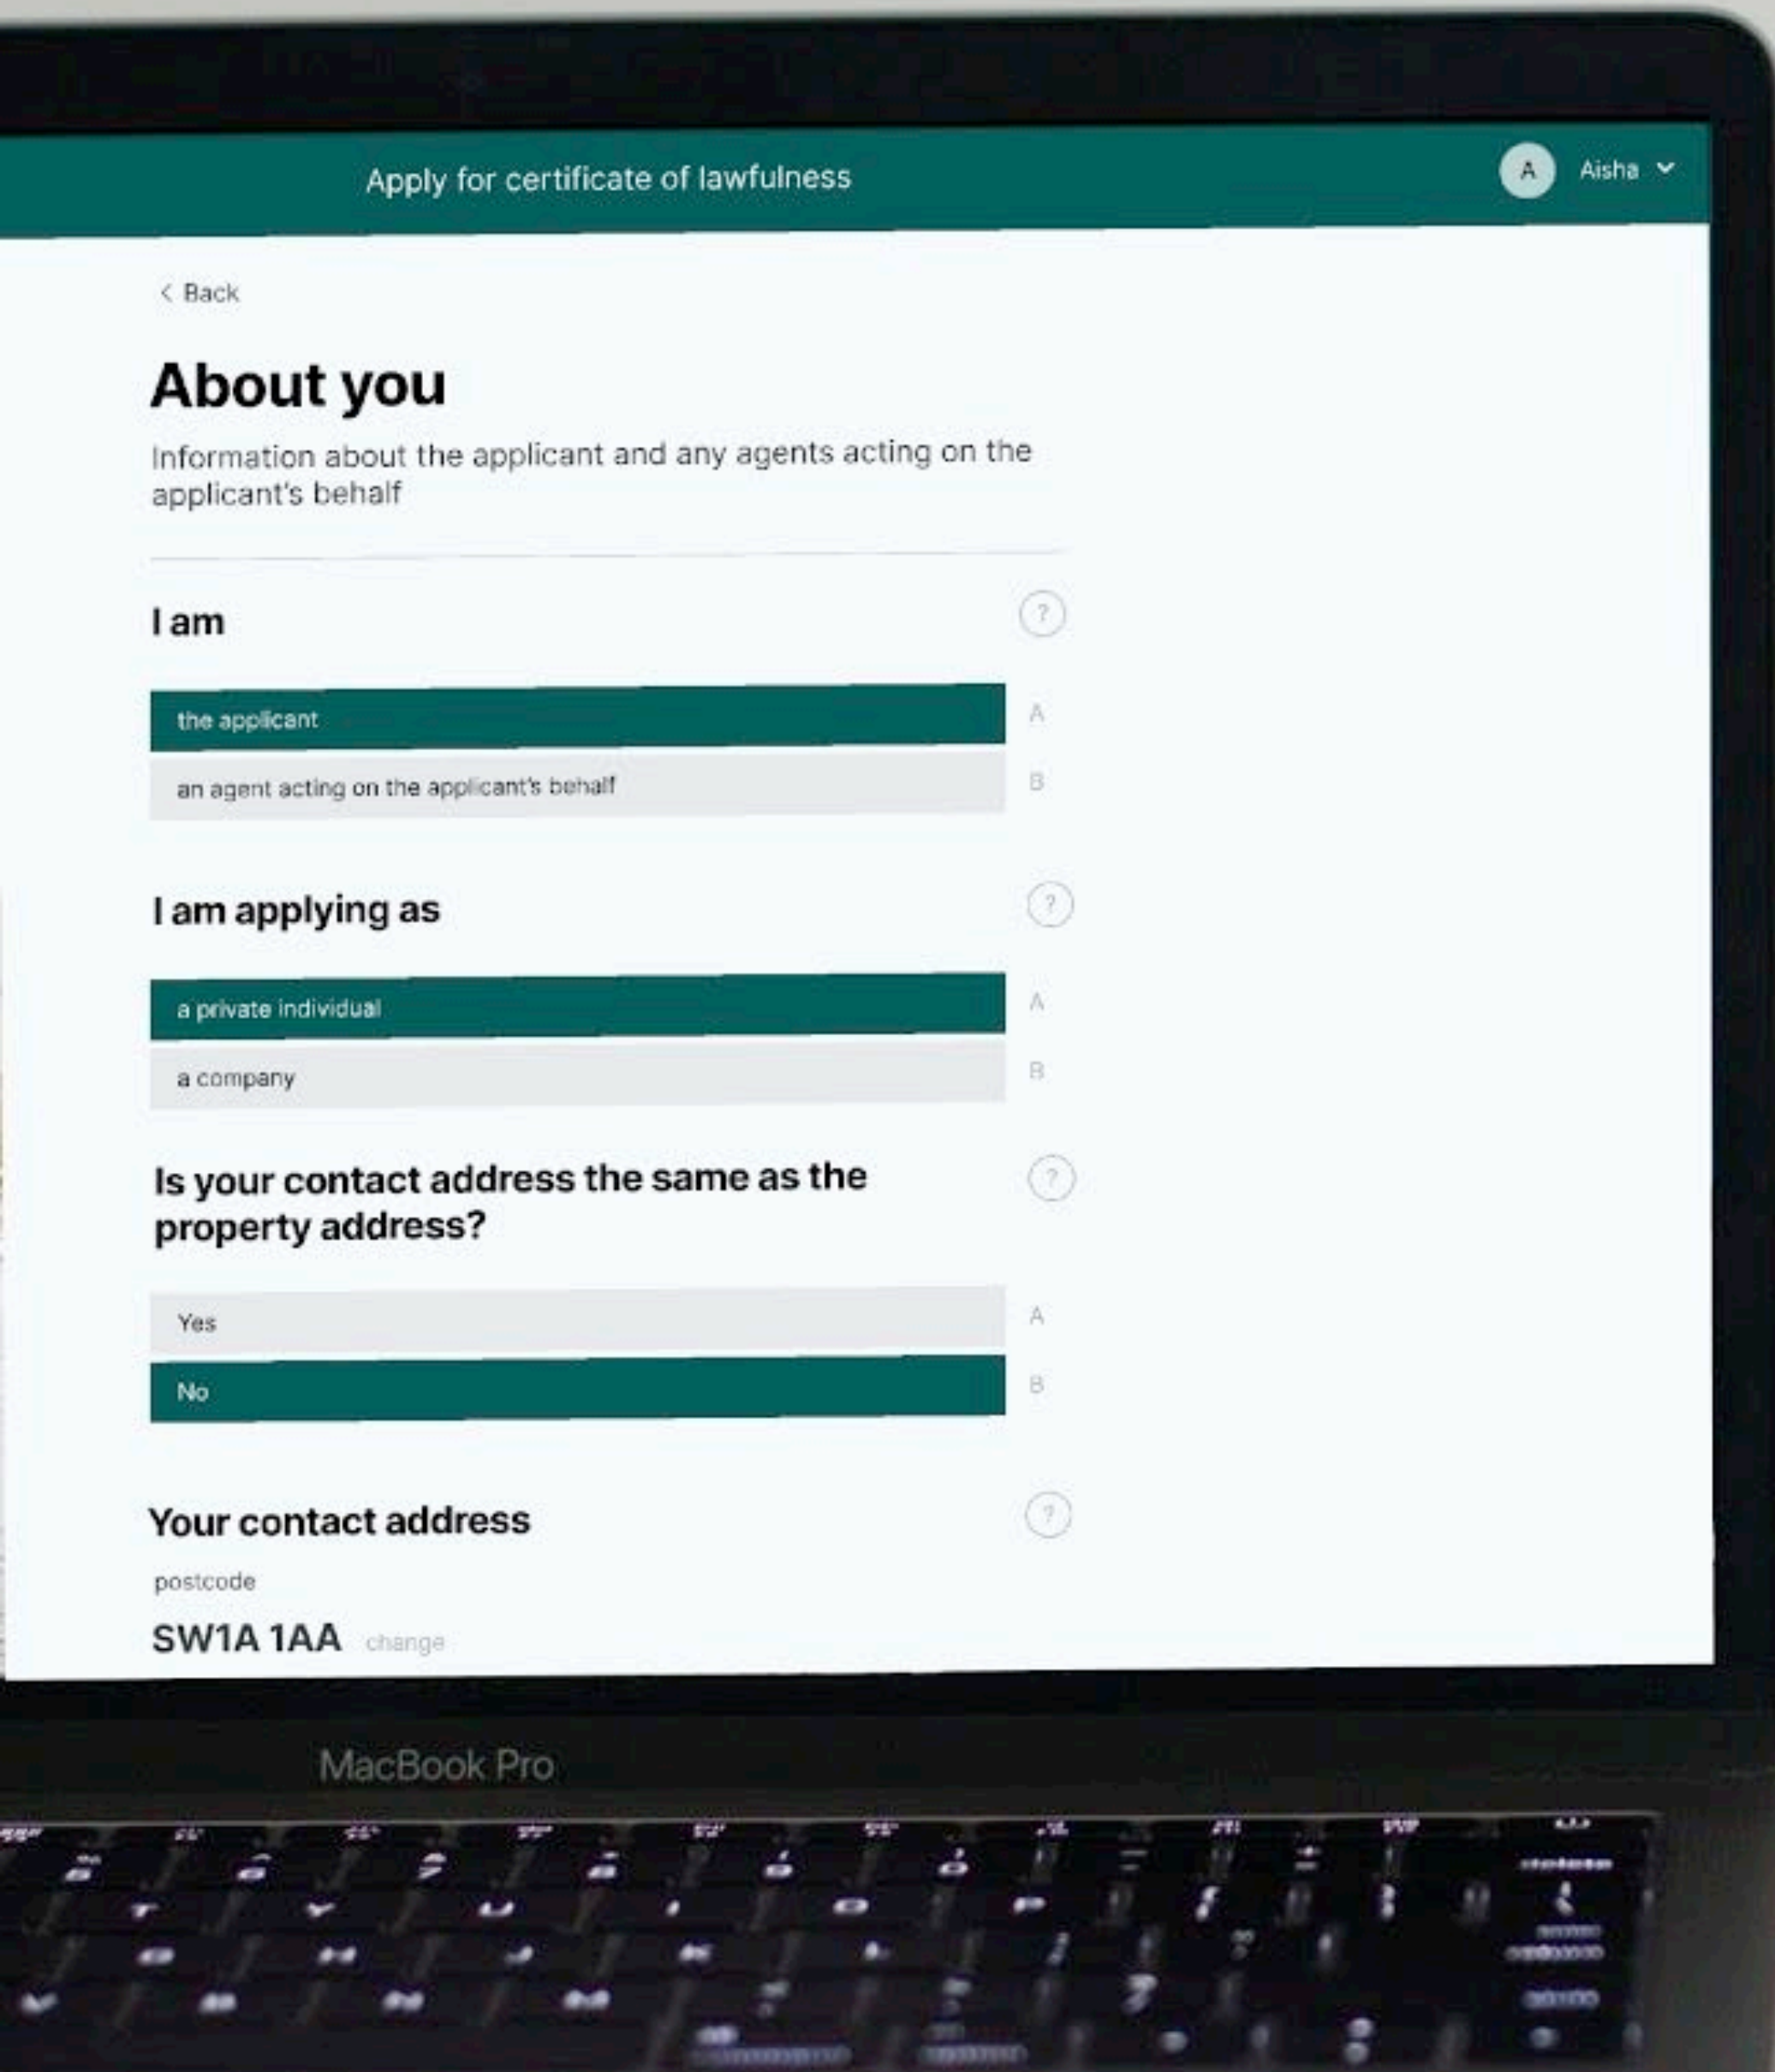 Apply for certificate of lawfulness
A Aisha
< Back
About you
Information about the applicant and any agents acting on the
applicant's behalf
I am ?
the applicant A
an agent acting on the applicant's behalf B
I am applying as ?
a private individual A
a company B
Is your contact address the same as the ?
property address?
Yes A
No B
Your contact address ?
postcode
SW1A 1AA change
MacBook Pro
T Y U I O P
G H J K L
V B N M